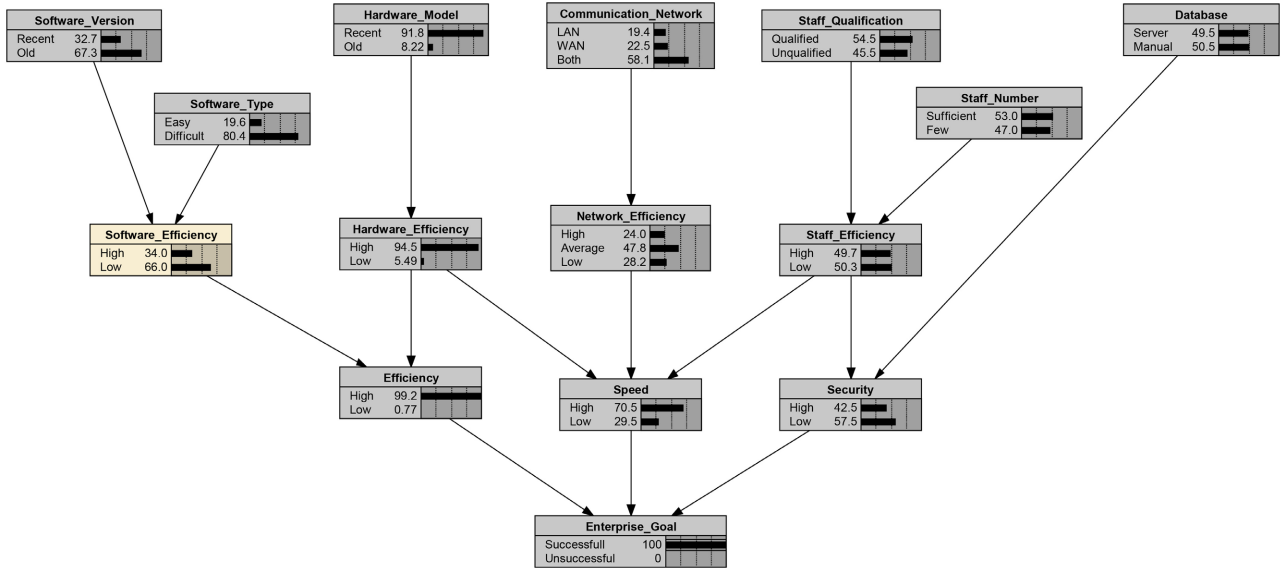 Software_Version
Recent 32.7
Old 67.3
Hardware_Model
Recent 91.8
Old 8.22
Communication_Network
LAN 19.4
WAN 22.5
Both 58.1
Staff_Qualification
Qualified 54.5
Unqualified 45.5
Database
Server 49.5
Manual 50.5
Software_Type
Easy 19.6
Difficult 80.4
Staff_Number
Sufficient 53.0
Few 47.0
Software_Efficiency
High 34.0
Low 66.0
Hardware_Efficiency
High 94.5
Low 5.49
Network_Efficiency
High 24.0
Average 47.8
Low 28.2
Staff_Efficiency
High 49.7
Low 50.3
Efficiency
High 99.2
Low 0.77
Speed
High 70.5
Low 29.5
Security
High 42.5
Low 57.5
Enterprise_Goal
Successfull 100
Unsuccessful 0